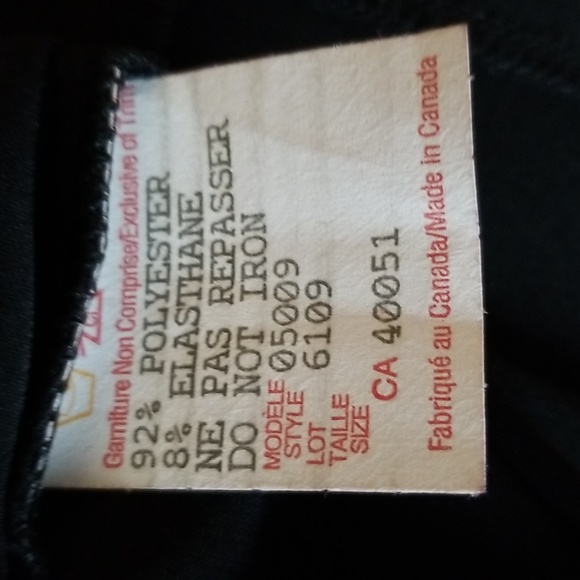 Garniture Non Comprise/Exclusive of Trim
92% POLYESTER
8% ELASTHANE
NE PAS REPASSER
DO NOT IRON
MODÈLE
STYLE 05009
LOT 6109
TAILLE
SIZE
CA 40051
Fabriqué au Canada/Made in Canada